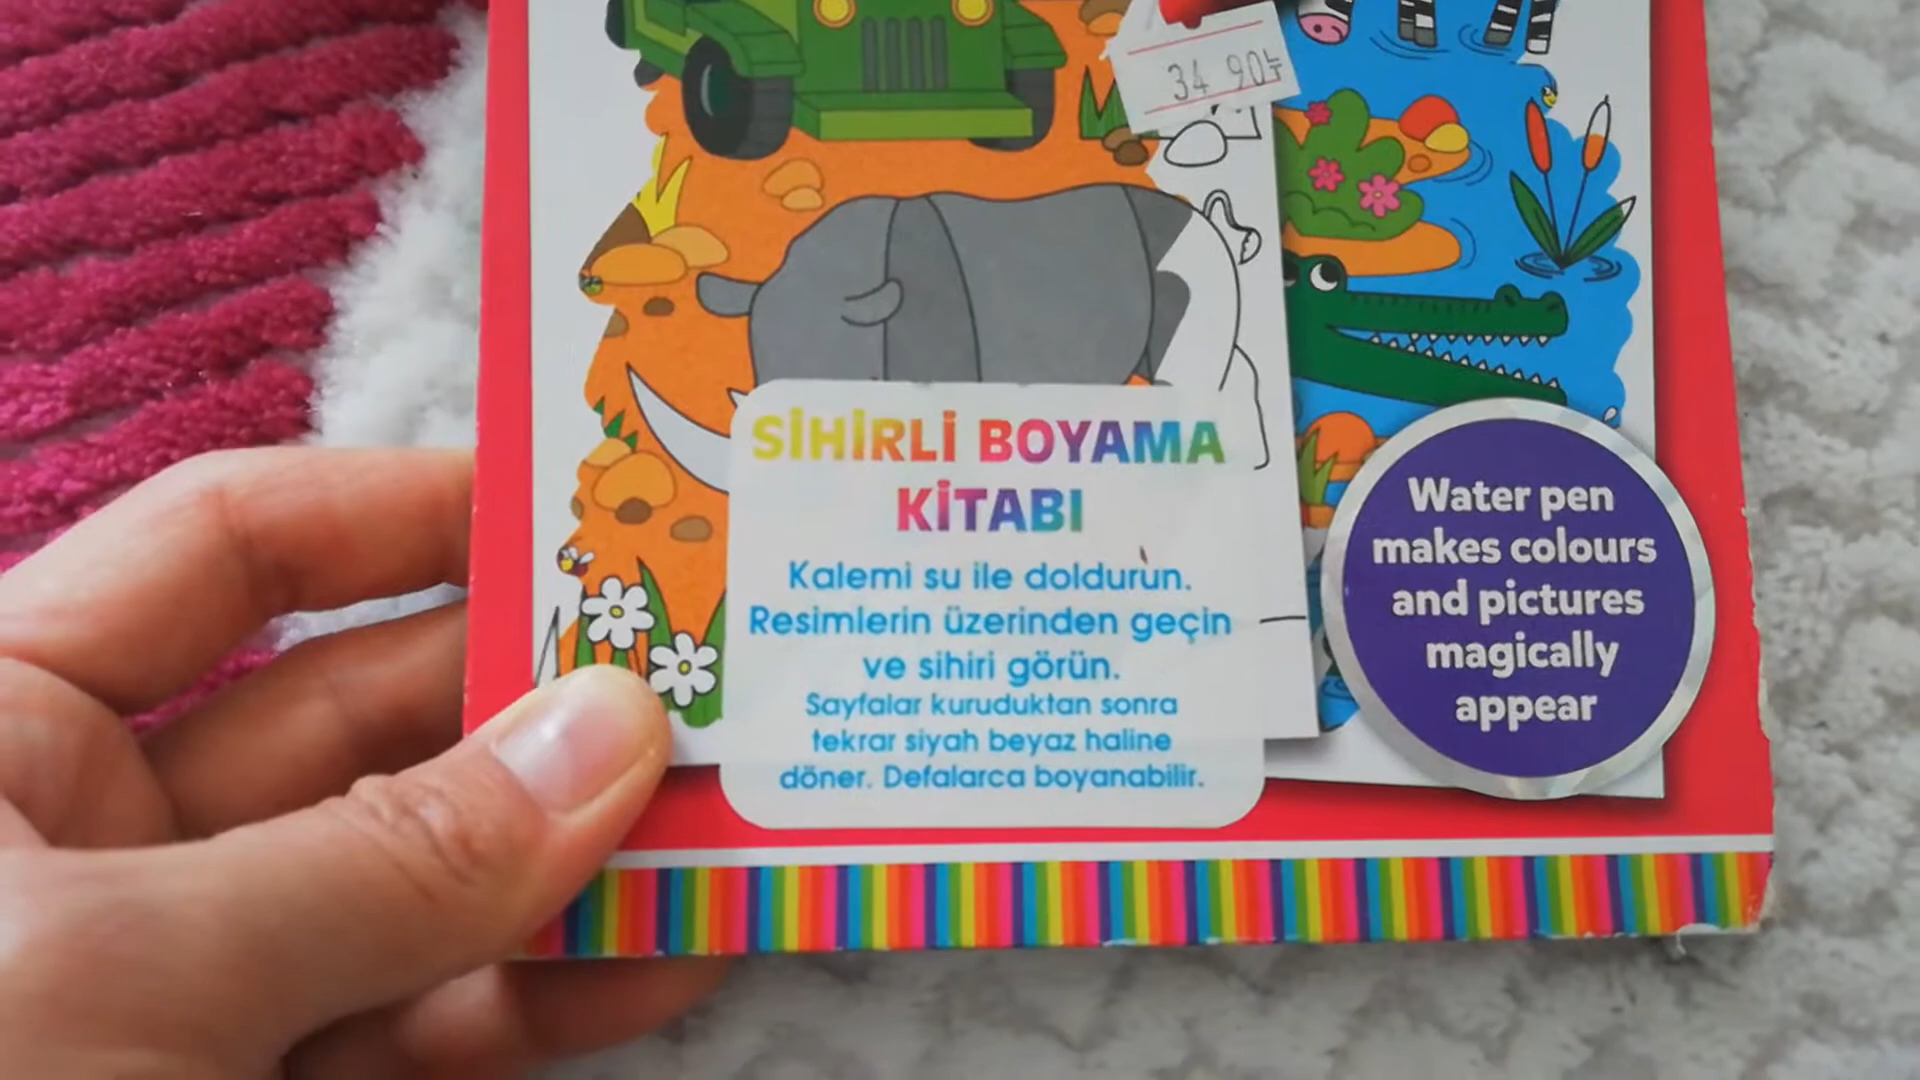 34 90₺
SİHİRLİ BOYAMA
KİTABI
Kalemi su ile doldurun.
Resimlerin üzerinden geçin
ve sihiri görün.
Sayfalar kuruduktan sonra
tekrar siyah beyaz haline
döner. Defalarca boyanabilir.
Water pen
makes colours
and pictures
magically
appear